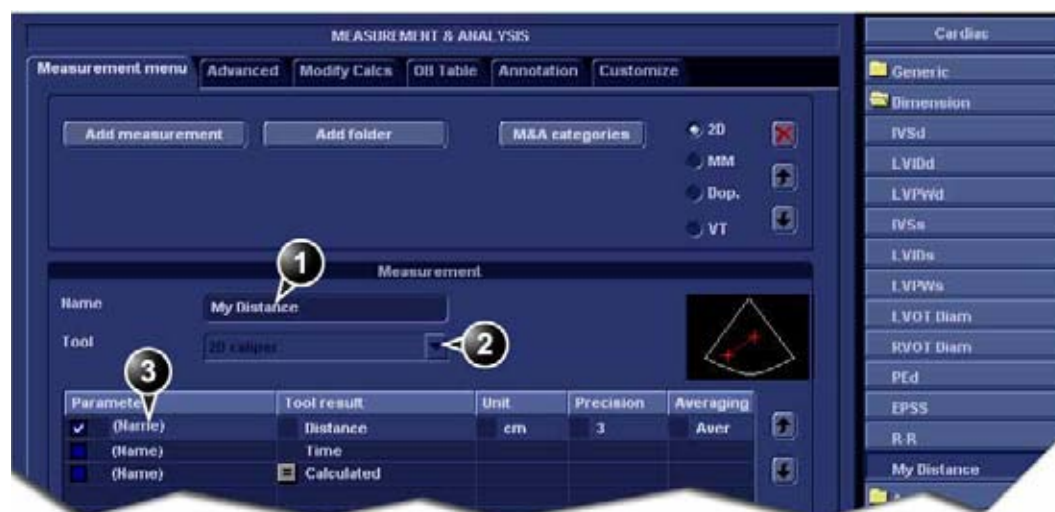 MEASUREMENT & ANALYSIS
Measurement menu Advanced Modify Calcs OB Table Annotation Customize
Add measurement Add folder M&A categories
2D
MM
Dop.
VT
Measurement
1
Name My Distance
Tool 2D caliper
2
3
Parameter Tool result Unit Precision Averaging
(Name) Distance cm 3 Aver
(Name) Time
(Name) Calculated
Cardiac
Generic
Dimension
IVSd
LVIDd
LVPWd
IVSs
LVIDs
LVPWs
LVOT Diam
RVOT Diam
PEd
EPSS
R-R
My Distance